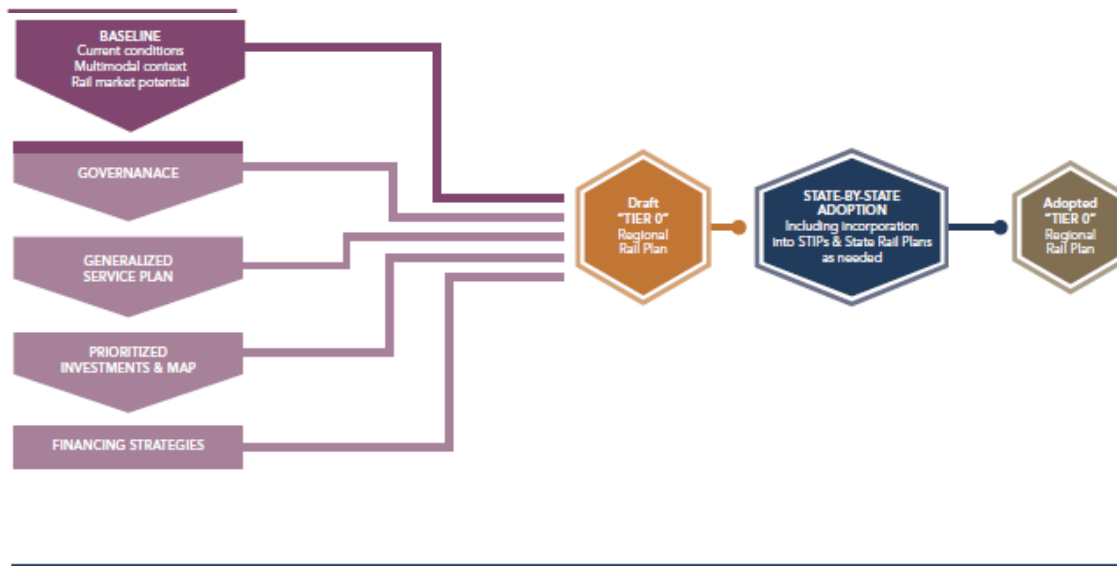 BASELINE
Current conditions
Multimodal context
Rail market potential
GOVERNANACE
GENERALIZED
SERVICE PLAN
PRIORITIZED
INVESTMENTS & MAP
FINANCING STRATEGIES
Draft
"TIER 0"
Regional
Rail Plan
STATE-BY-STATE
ADOPTION
Including incorporation
into STIPs & State Rail Plans
as needed
Adopted
"TIER 0"
Regional
Rail Plan